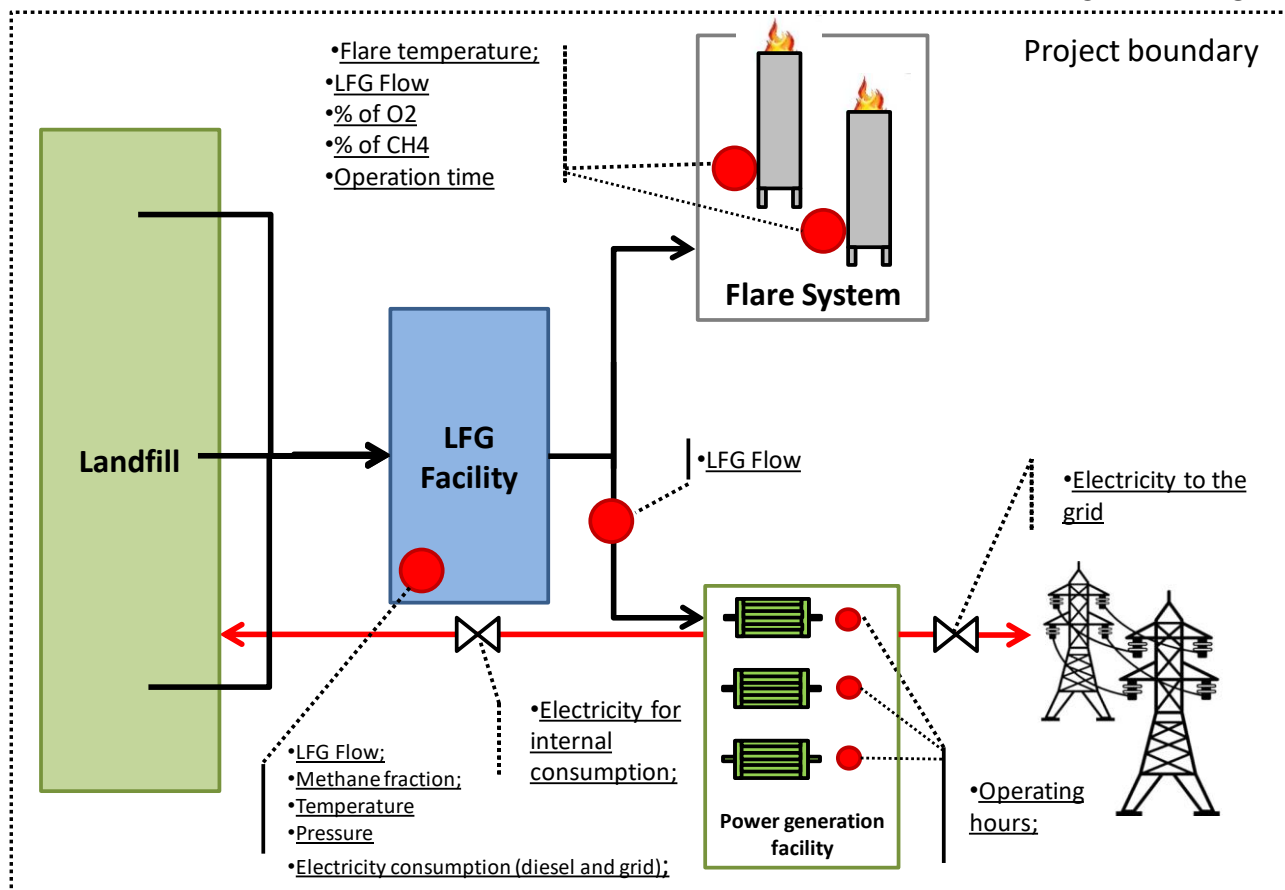 Project boundary
•Flare temperature;
•LFG Flow
•% of O2
•% of CH4
•Operation time
Flare System
Landfill
LFG
Facility
•LFG Flow
•Electricity to the
grid
•Electricity for
internal
consumption;
•LFG Flow;
•Methane fraction;
•Temperature
•Pressure
•Electricity consumption (diesel and grid);
Power generation
facility
•Operating
hours;